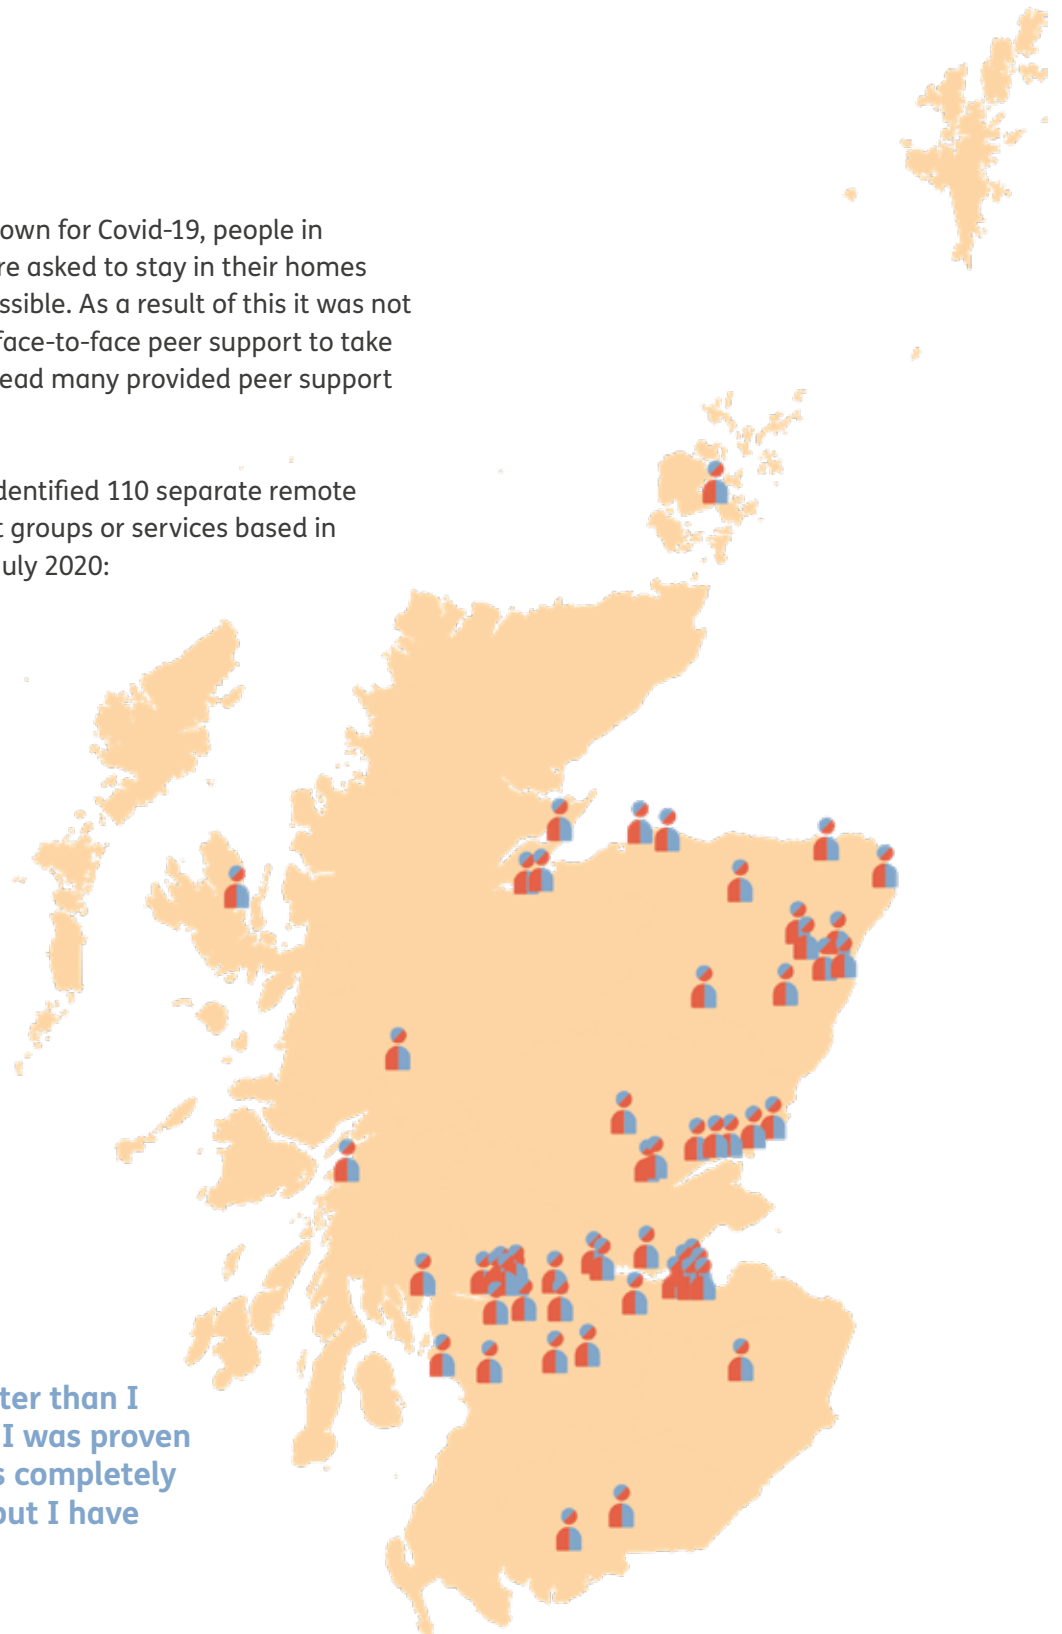 own for Covid-19, people in
re asked to stay in their homes
ssible. As a result of this it was not
face-to-face peer support to take
ead many provided peer support
dentified 110 separate remote
t groups or services based in
uly 2020:
ter than I
I was proven
s completely
out I have